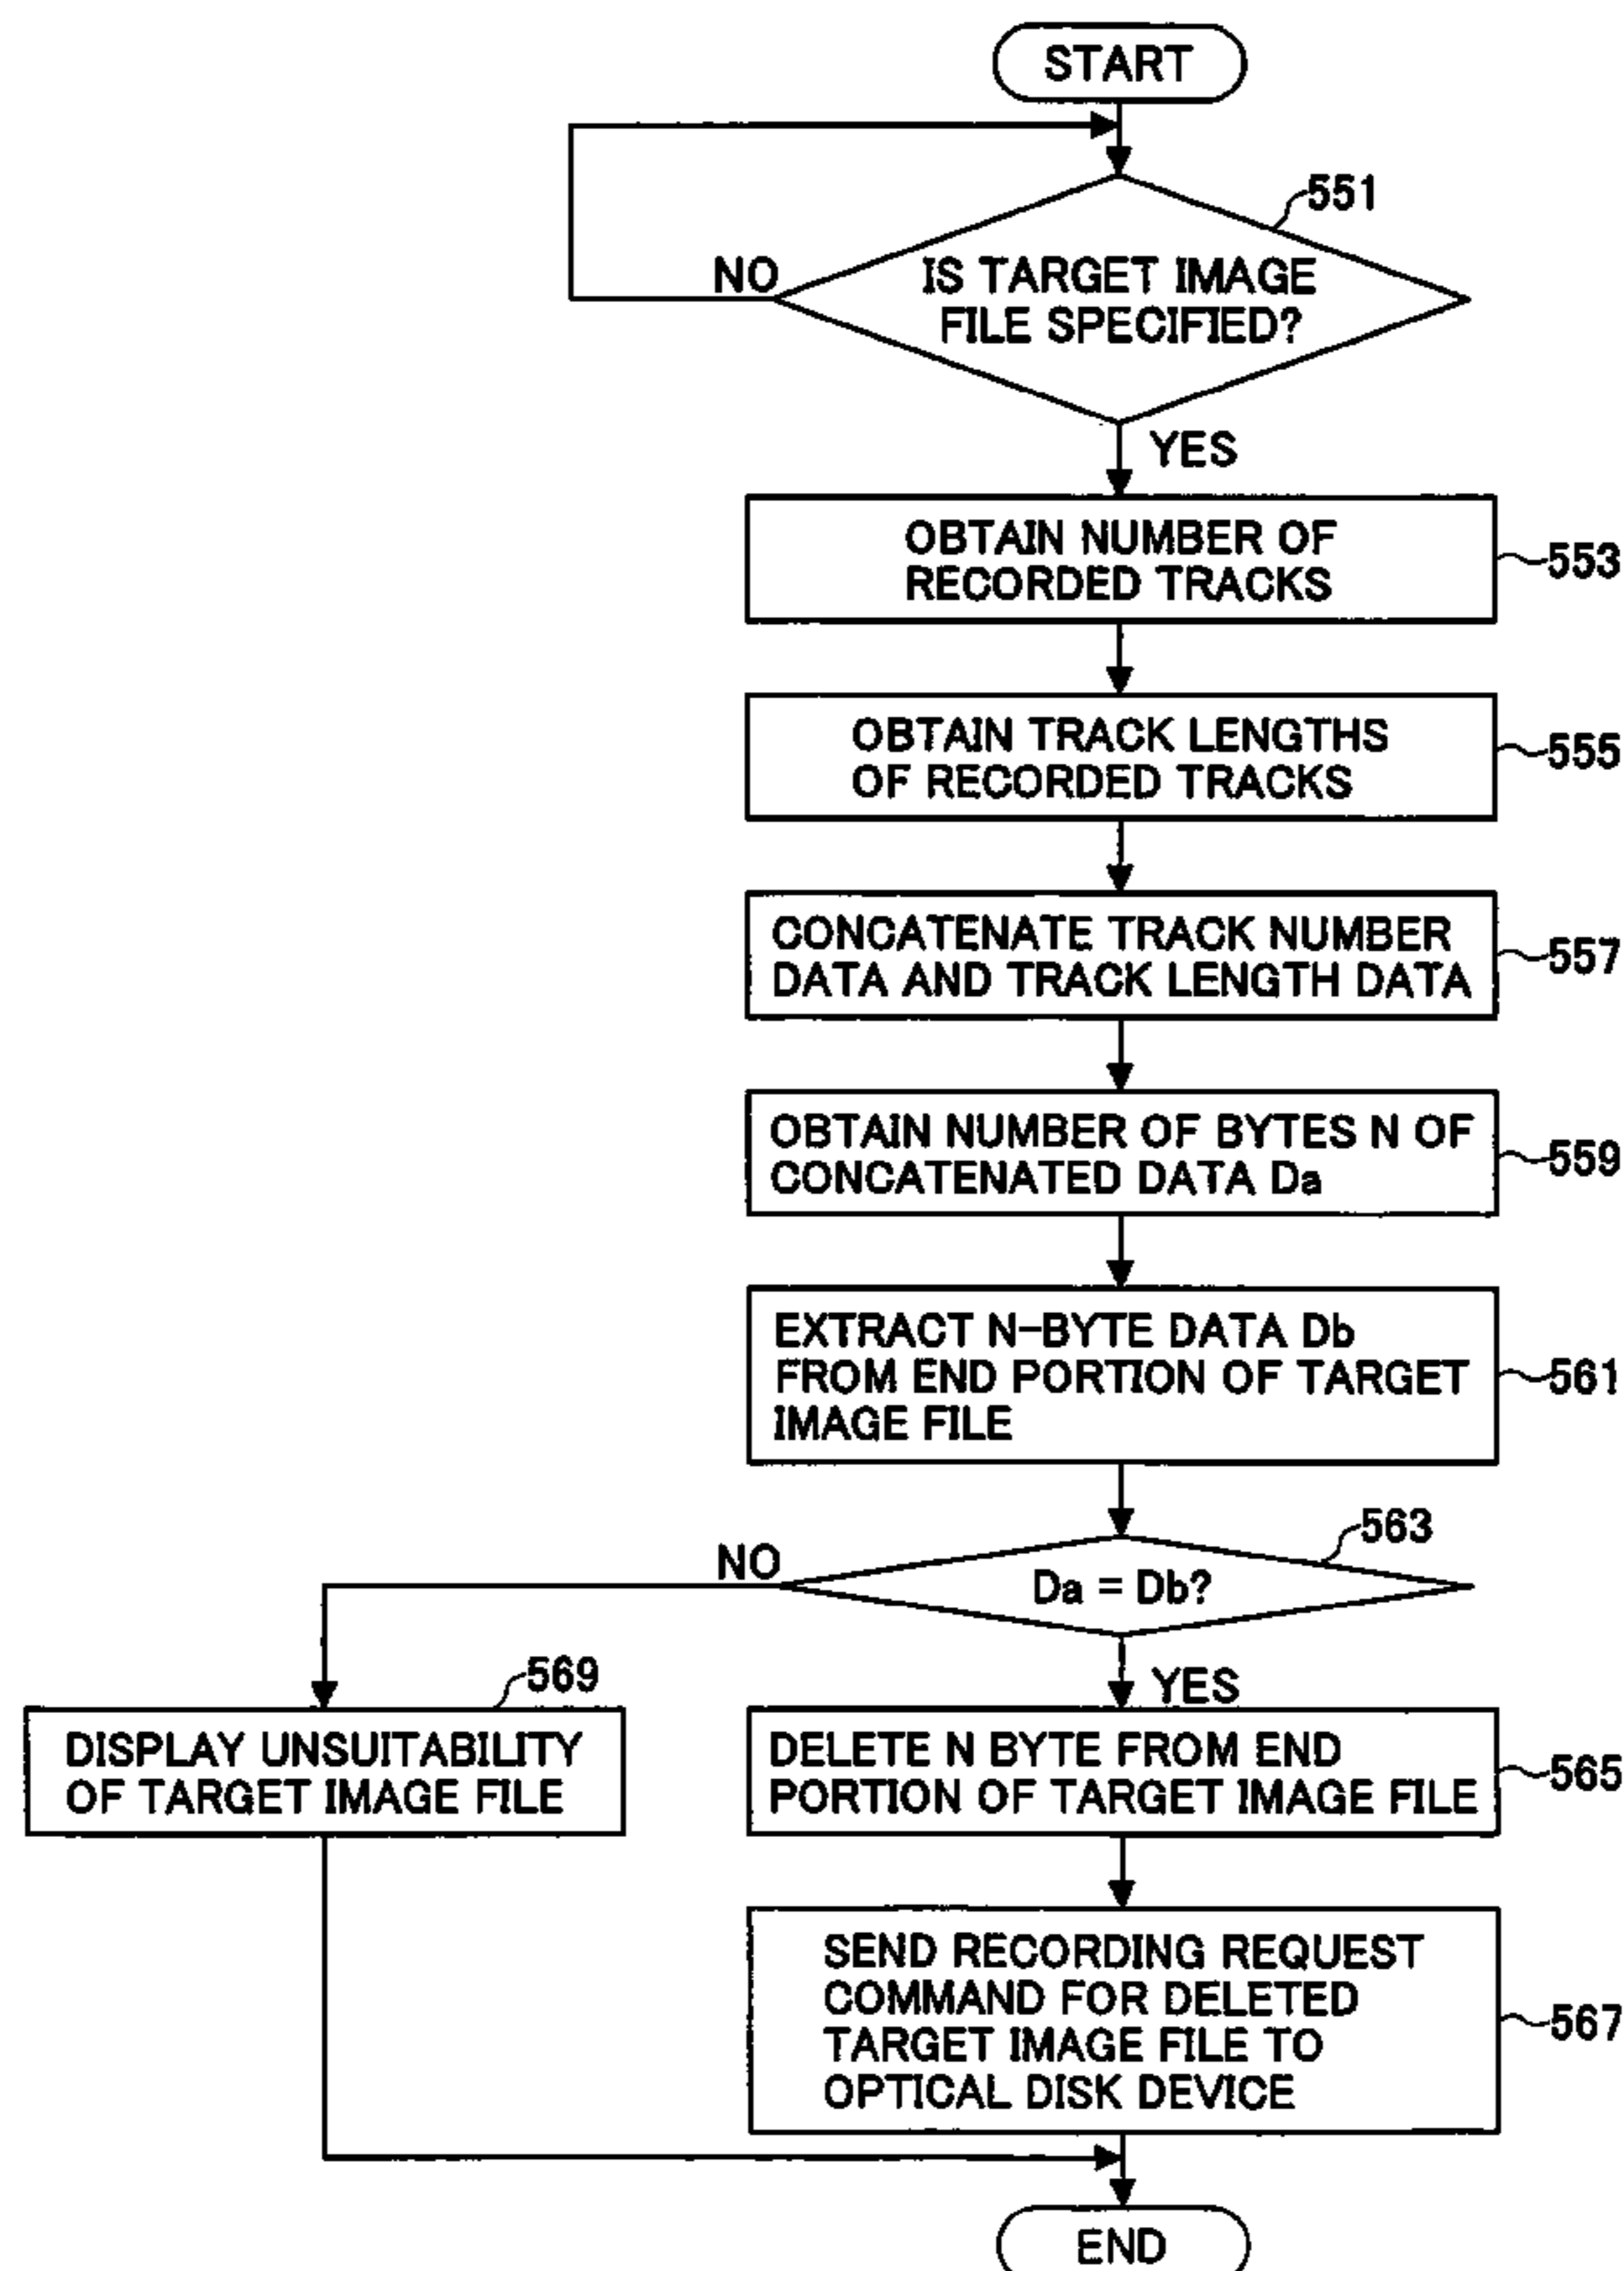 START
551
IS TARGET IMAGE
FILE SPECIFIED?
NO
YES
OBTAIN NUMBER OF
RECORDED TRACKS
553
OBTAIN TRACK LENGTHS
OF RECORDED TRACKS
555
CONCATENATE TRACK NUMBER
DATA AND TRACK LENGTH DATA
557
OBTAIN NUMBER OF BYTES N OF
CONCATENATED DATA Da
559
EXTRACT N-BYTE DATA Db
FROM END PORTION OF TARGET
IMAGE FILE
561
563
Da = Db?
NO
YES
569
DISPLAY UNSUITABILITY
OF TARGET IMAGE FILE
DELETE N BYTE FROM END
PORTION OF TARGET IMAGE FILE
565
SEND RECORDING REQUEST
COMMAND FOR DELETED
TARGET IMAGE FILE TO
OPTICAL DISK DEVICE
567
END